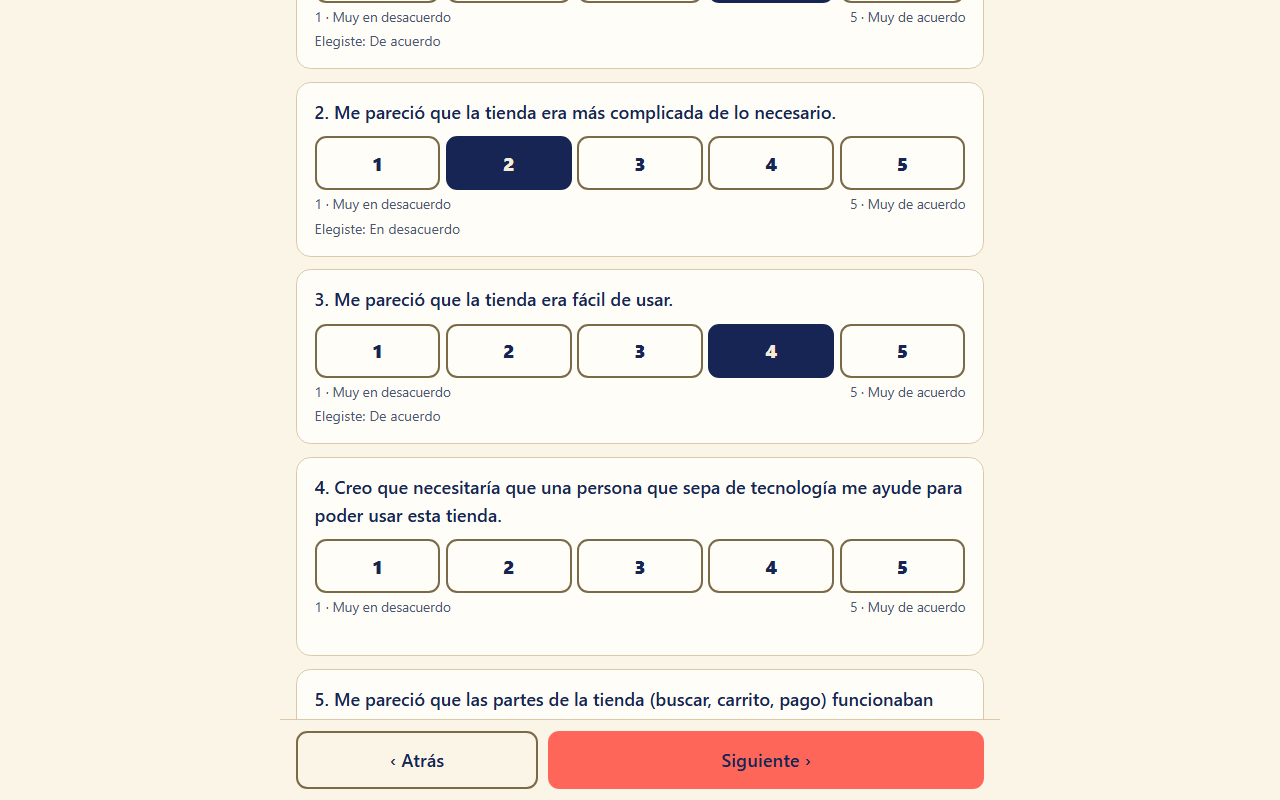 1 · Muy en desacuerdo 5 · Muy de acuerdo
Elegiste: De acuerdo
2. Me pareció que la tienda era más complicada de lo necesario.
1 2 3 4 5
1 · Muy en desacuerdo 5 · Muy de acuerdo
Elegiste: En desacuerdo
3. Me pareció que la tienda era fácil de usar.
1 2 3 4 5
1 · Muy en desacuerdo 5 · Muy de acuerdo
Elegiste: De acuerdo
4. Creo que necesitaría que una persona que sepa de tecnología me ayude para
poder usar esta tienda.
1 2 3 4 5
1 · Muy en desacuerdo 5 · Muy de acuerdo
5. Me pareció que las partes de la tienda (buscar, carrito, pago) funcionaban
‹ Atrás Siguiente ›